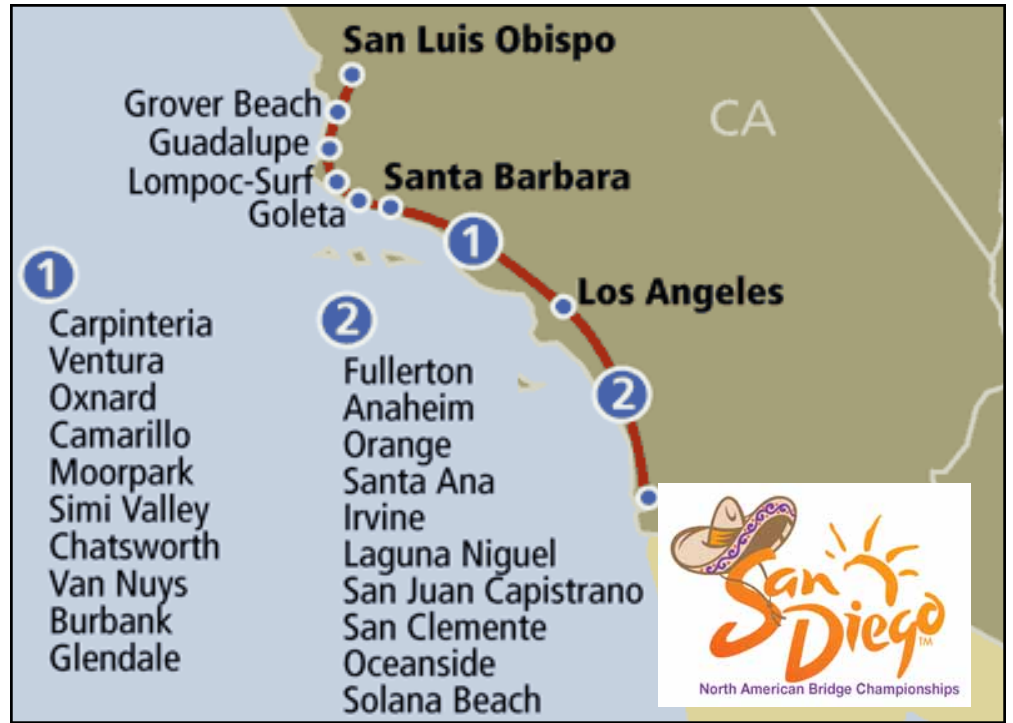 San Luis Obispo
Grover Beach
CA
Guadalupe
Lompoc-Surf
Santa Barbara
Goleta
1
Los Angeles
2
1
Carpinteria
Ventura
Oxnard
Camarillo
Moorpark
Simi Valley
Chatsworth
Van Nuys
Burbank
Glendale
2
Fullerton
Anaheim
Orange
Santa Ana
Irvine
Laguna Niguel
San Juan Capistrano
San Clemente
Oceanside
Solana Beach
San
Diego™
North American Bridge Championships